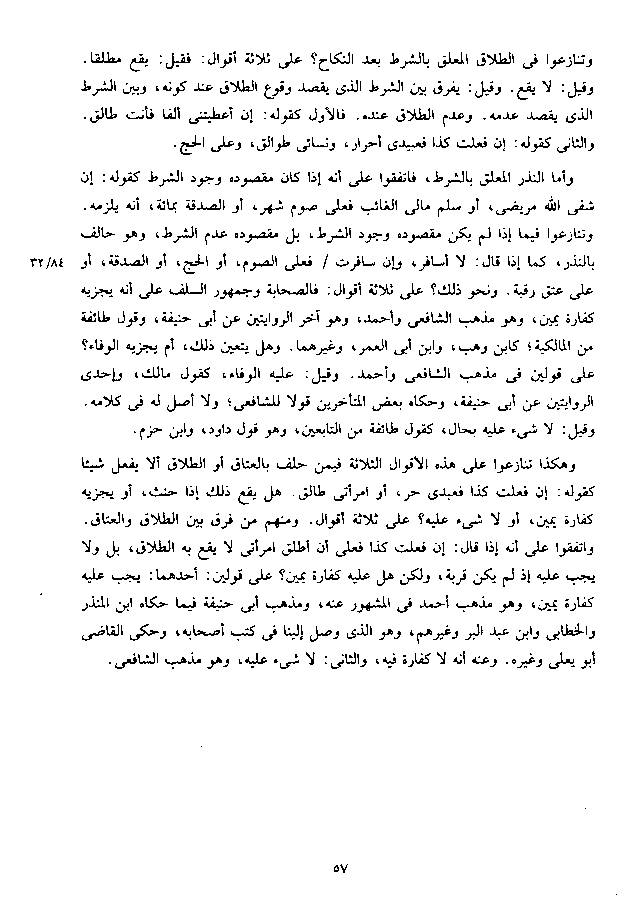 وتنازعوا فى الطلاق المعلق بالشرط بعد النكاح؟ على ثلاثة أقوال: فقيل: يقع مطلقا.
وقيل: لا يقع. وقيل: يفرق بين الشرط الذى يقصد وقوع الطلاق عند كونه، وبين الشرط
الذى يقصد عدمه. وعدم الطلاق عنده. فالأول كقوله: إن أعطيتنى ألفا فأنت طالق.
والثانى كقوله: إن فعلت كذا فعبيدى أحرار، ونسائى طوالق، وعلى الحج.
وأما النذر المعلق بالشرط، فاتفقوا على أنه إذا كان مقصوده وجود الشرط كقوله: إن
شفى الله مريضى، أو سلم مالى الغائب فعلى صوم شهر، أو الصدقة بمائة، أنه يلزمه.
وتنازعوا فيما إذا لم يكن مقصوده وجود الشرط، بل مقصوده عدم الشرط، وهو حالف
بالنذر، كما إذا قال: لا أسافر، وإن سافرت / فعلى الصوم، أو الحج، أو الصدقة، أو ٣٢/٨٤
على عتق رقبة. ونحو ذلك؟ على ثلاثة أقوال: فالصحابة وجمهور السلف على أنه يجزيه
كفارة يمين، وهو مذهب الشافعى وأحمد، وهو آخر الروايتين عن أبى حنيفة، وقول طائفة
من المالكية؛ كابن وهب، وابن أبى العمر، وغيرهما. وهل يتعين ذلك، أم يجزيه الوفاء؟
على قولين فى مذهب الشافعى وأحمد. وقيل: عليه الوفاء، كقول مالك، وإحدى
الروايتين عن أبى حنيفة، وحكاه بعض المتأخرين قولا للشافعى؛ ولا أصل له فى كلامه.
وقيل: لا شىء عليه بحال، كقول طائفة من التابعين، وهو قول داود، وابن حزم.
وهكذا تنازعوا على هذه الأقوال الثلاثة فيمن حلف بالعتاق أو الطلاق ألا يفعل شيئا
كقوله: إن فعلت كذا فعبدى حر، أو امرأتى طالق. هل يقع ذلك إذا حنث، أو يجزيه
كفارة يمين، أو لا شىء عليه؟ على ثلاثة أقوال. ومنهم من فرق بين الطلاق والعتاق.
واتفقوا على أنه إذا قال: إن فعلت كذا فعلى أن أطلق امرأتى لا يقع به الطلاق، بل ولا
يجب عليه إذ لم يكن قربة، ولكن هل عليه كفارة يمين؟ على قولين: أحدهما: يجب عليه
كفارة يمين، وهو مذهب أحمد فى المشهور عنه، ومذهب أبى حنيفة فيما حكاه ابن المنذر
والخطابى وابن عبد البر وغيرهم، وهو الذى وصل إلينا فى كتب أصحابه، وحكى القاضى
أبو يعلى وغيره. وعنه أنه لا كفارة فيه، والثانى: لا شىء عليه، وهو مذهب الشافعى.
٥٧